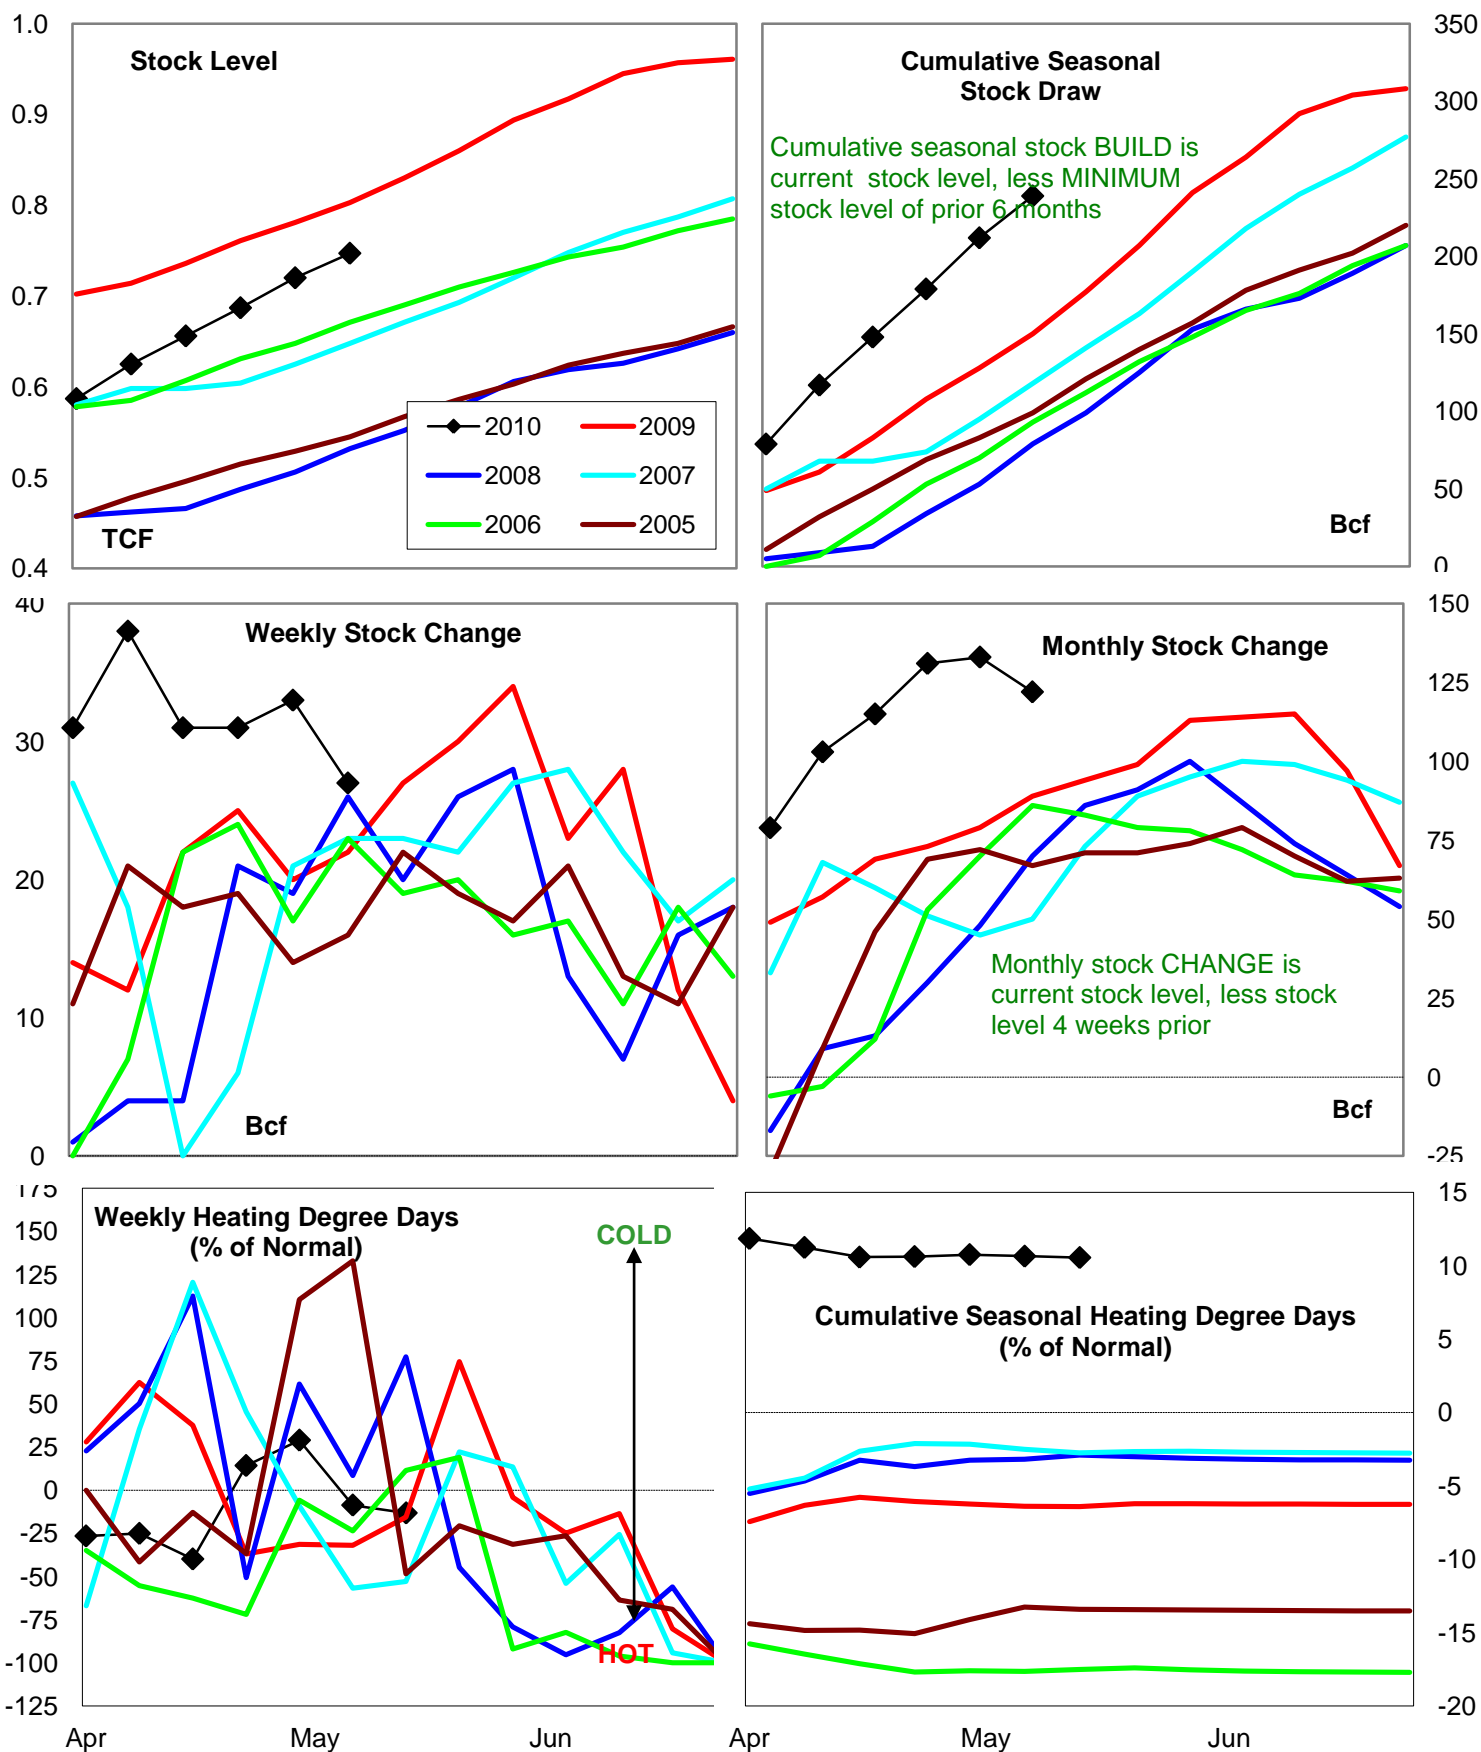 1.0
0.9
0.8
0.7
0.6
0.5
0.4
Stock Level
TCF
2010
2009
2008
2007
2006
2005
Cumulative Seasonal
Stock Draw
Cumulative seasonal stock BUILD is
current stock level, less MINIMUM
stock level of prior 6 months
Bcf
350
300
250
200
150
100
50
0
40
30
20
10
0
Weekly Stock Change
Bcf
Monthly Stock Change
Monthly stock CHANGE is
current stock level, less stock
level 4 weeks prior
Bcf
150
125
100
75
50
25
0
-25
175
150
125
100
75
50
25
0
-25
-50
-75
-100
-125
Weekly Heating Degree Days
(% of Normal)
COLD
HOT
Apr
May
Jun
Cumulative Seasonal Heating Degree Days
(% of Normal)
15
10
5
0
-5
-10
-15
-20
Apr
May
Jun